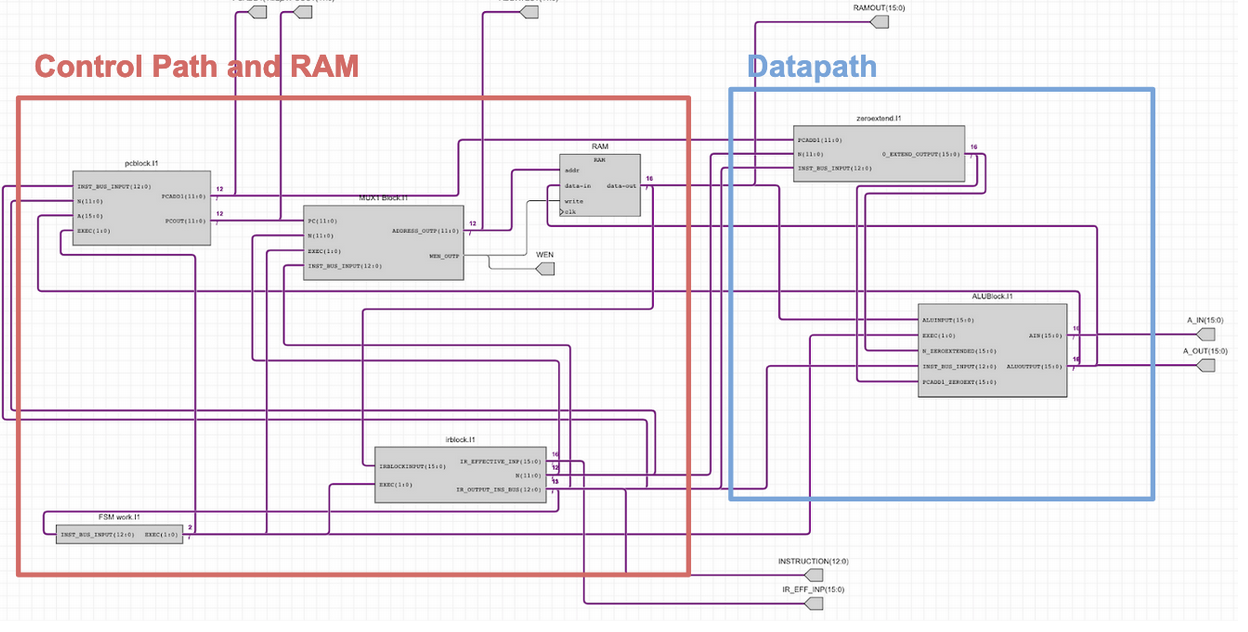 RAMOUT(15:0)
Control Path and RAM
Datapath
zeroextend.I1
PCADD1(11:0)
N(11:0)
INST_BUS_INPUT(12:0)
0_EXTEND_OUTPUT(15:0)
16
RAM
RAM
addr
data-in
data-out
write
clk
16
pcblock.I1
INST_BUS_INPUT(12:0)
N(11:0)
A(15:0)
EXEC(1:0)
PCADD1(11:0)
PCOUT(11:0)
12
12
MUX1 Block.I1
PC(11:0)
N(11:0)
EXEC(1:0)
INST_BUS_INPUT(12:0)
ADDRESS_OUTP(11:0)
WEN_OUTP
12
WEN
ALUBlock.I1
ALUINPUT(15:0)
EXEC(1:0)
N_ZEROEXTENDED(15:0)
INST_BUS_INPUT(12:0)
PCADD1_ZEROEXT(15:0)
AIN(15:0)
ALUOUTPUT(15:0)
16
16
A_IN(15:0)
A_OUT(15:0)
irblock.I1
IRBLOCKINPUT(15:0)
EXEC(1:0)
IR_EFFECTIVE_INP(15:0)
N(11:0)
IR_OUTPUT_INS_BUS(12:0)
16
12
13
FSM work.I1
INST_BUS_INPUT(12:0)
EXEC(1:0)
2
INSTRUCTION(12:0)
IR_EFF_INP(15:0)